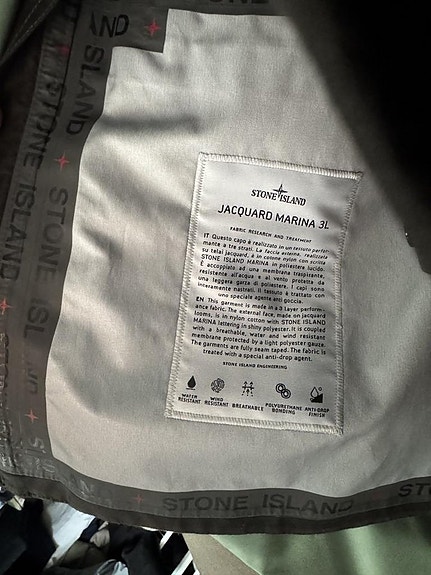 AND
STONE ISLAND
STONE ISLAND
STONE ISLAND
ST
STONE ISLAND
JACQUARD MARINA 3L
FABRIC RESEARCH AND TREATMENT
IT Questo capo è realizzato in un tessuto perfor-
mante a tre strati. La faccia esterna, realizzata
su telai jacquard, è in cotone nylon con scritta
STONE ISLAND MARINA in poliestere lucido.
È accoppiato ad una membrana traspirante,
resistente all'acqua e al vento protetta da
una leggera garza di poliestere. I capi sono
interamente nastrati. Il tessuto è trattato con
uno speciale agente anti goccia.
EN This garment is made in a 3 layer perform-
ance fabric. The external face, made on jacquard
looms, is in nylon cotton with STONE ISLAND
MARINA lettering in shiny polyester. It is coupled
with a breathable, water and wind resistant
membrane protected by a light polyester gauze.
The garments are fully seam taped. The fabric is
treated with a special anti-drop agent.
STONE ISLAND ENGINEERING
WATER RESISTANT
WIND RESISTANT
BREATHABLE
POLYURETHANE BONDING
ANTI-DROP FINISH